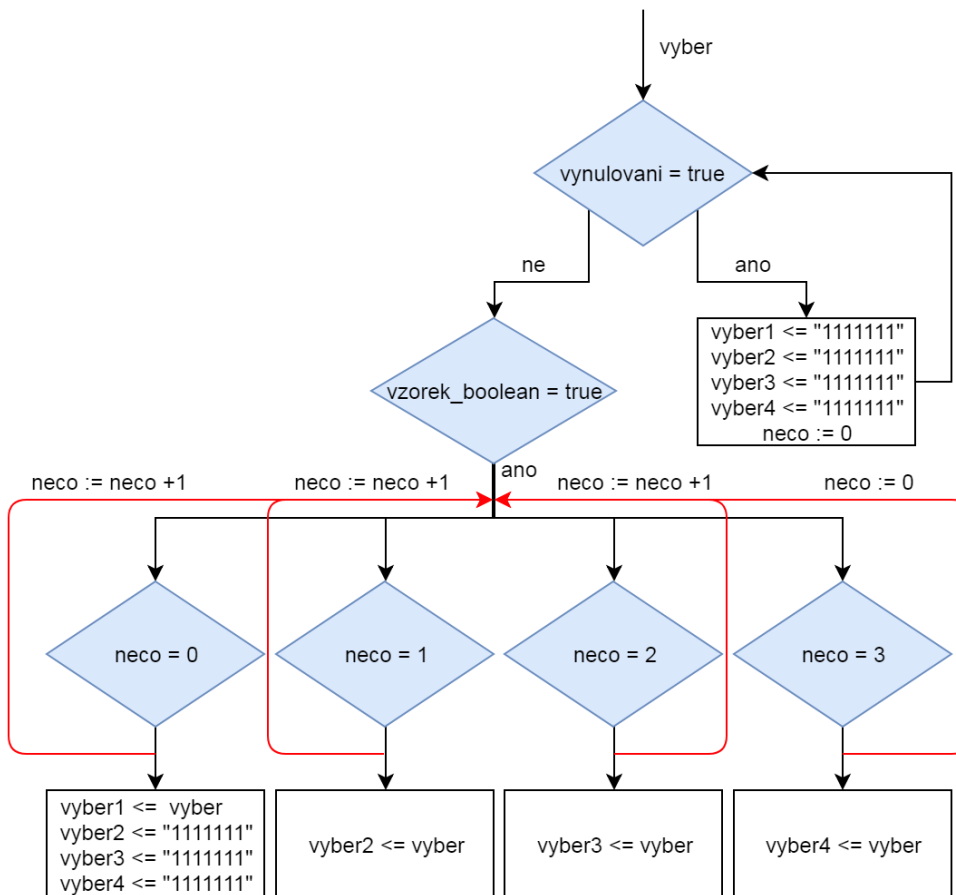 vyber
vynulovani = true
ne
ano
vyber1 <= "1111111"
vyber2 <= "1111111"
vyber3 <= "1111111"
vyber4 <= "1111111"
neco := 0
vzorek_boolean = true
ano
neco := neco +1
neco := neco +1
neco := neco +1
neco := 0
neco = 0
neco = 1
neco = 2
neco = 3
vyber1 <= vyber
vyber2 <= "1111111"
vyber3 <= "1111111"
vyber4 <= "1111111"
vyber2 <= vyber
vyber3 <= vyber
vyber4 <= vyber